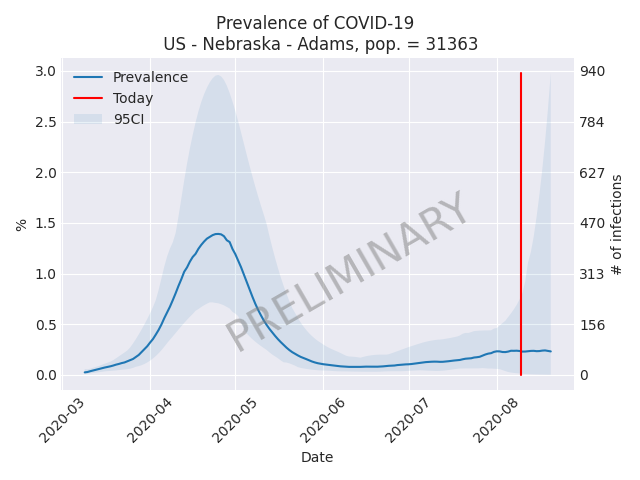 Prevalence of COVID-19
US - Nebraska - Adams, pop. = 31363
Prevalence
Today
95CI
3.0
2.5
2.0
1.5
1.0
0.5
0.0
%
940
784
627
470
313
156
0
# of infections
PRELIMINARY
2020-03
2020-04
2020-05
2020-06
2020-07
2020-08
Date